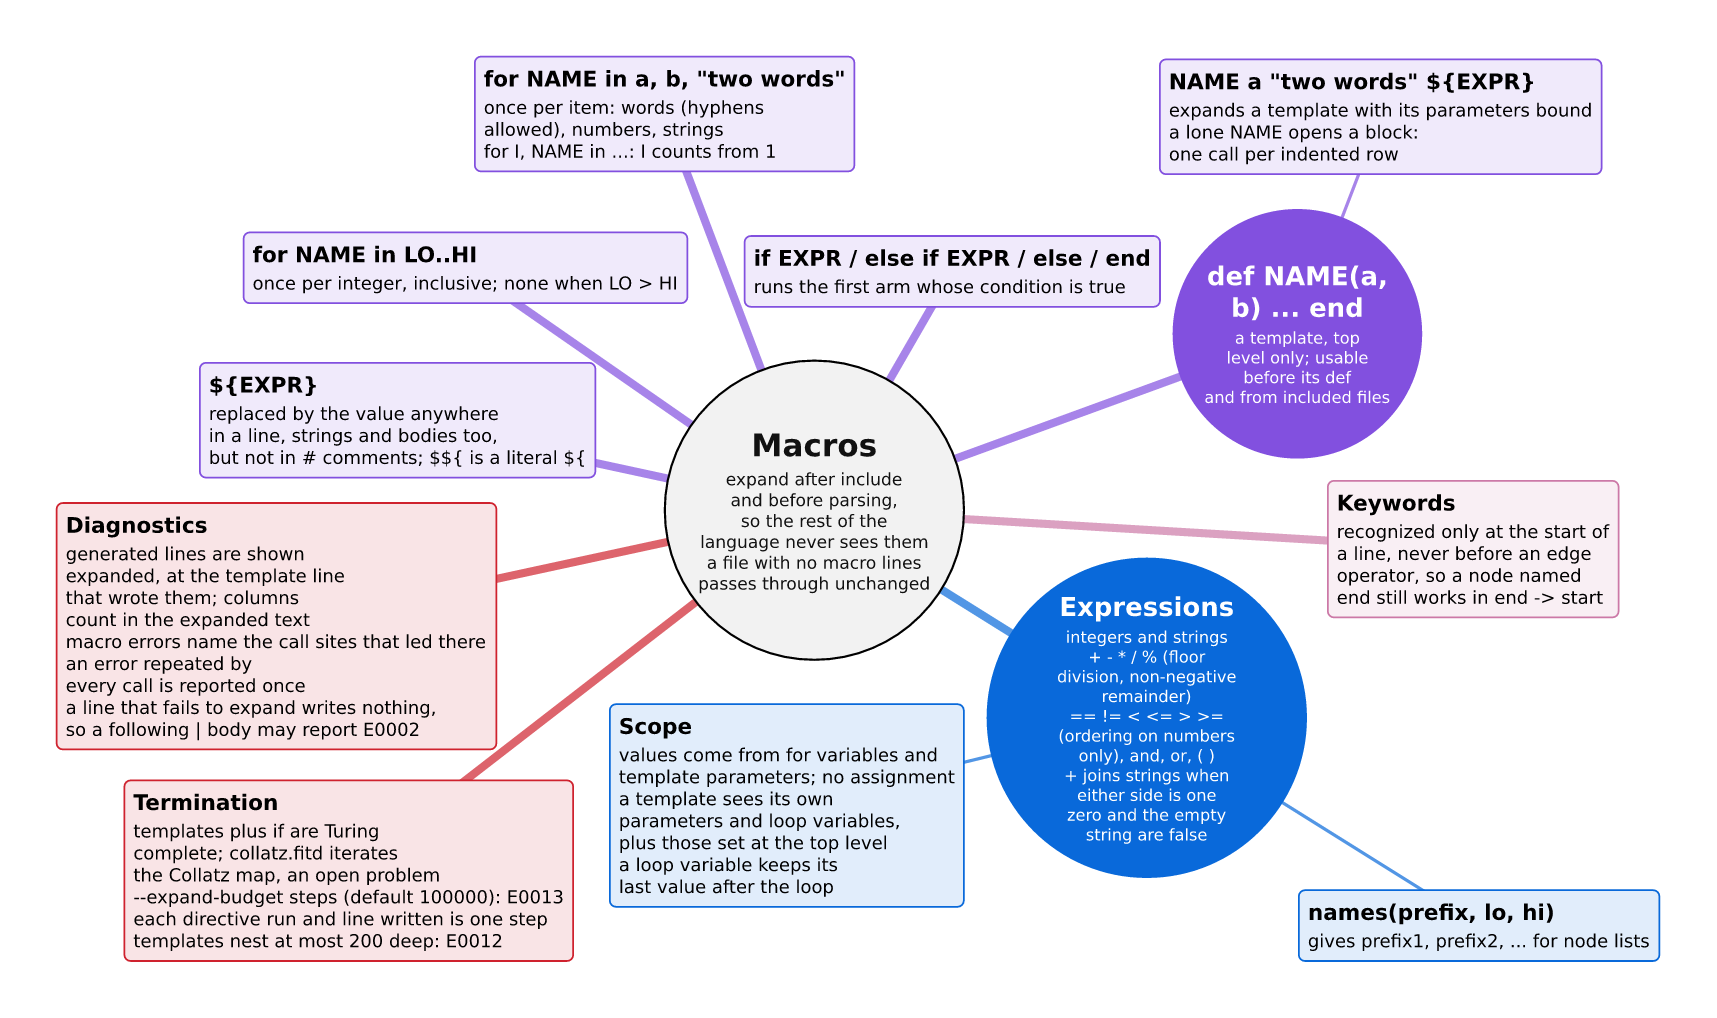 for NAME in a, b, "two words"
once per item: words (hyphens
allowed), numbers, strings
for I, NAME in ...: I counts from 1
NAME a "two words" ${EXPR}
expands a template with its parameters bound
a lone NAME opens a block:
one call per indented row
for NAME in LO..HI
once per integer, inclusive; none when LO > HI
if EXPR / else if EXPR / else / end
runs the first arm whose condition is true
def NAME(a,
b) ... end
a template, top
level only; usable
before its def
and from included files
${EXPR}
replaced by the value anywhere
in a line, strings and bodies too,
but not in # comments; $${ is a literal ${
Macros
expand after include
and before parsing,
so the rest of the
language never sees them
a file with no macro lines
passes through unchanged
Keywords
recognized only at the start of
a line, never before an edge
operator, so a node named
end still works in end -> start
Diagnostics
generated lines are shown
expanded, at the template line
that wrote them; columns
count in the expanded text
macro errors name the call sites that led there
an error repeated by
every call is reported once
a line that fails to expand writes nothing,
so a following | body may report E0002
Expressions
integers and strings
+ - * / % (floor
division, non-negative
remainder)
== != < <= > >=
(ordering on numbers
only), and, or, ( )
+ joins strings when
either side is one
zero and the empty
string are false
Scope
values come from for variables and
template parameters; no assignment
a template sees its own
parameters and loop variables,
plus those set at the top level
a loop variable keeps its
last value after the loop
Termination
templates plus if are Turing
complete; collatz.fitd iterates
the Collatz map, an open problem
--expand-budget steps (default 100000): E0013
each directive run and line written is one step
templates nest at most 200 deep: E0012
names(prefix, lo, hi)
gives prefix1, prefix2, ... for node lists